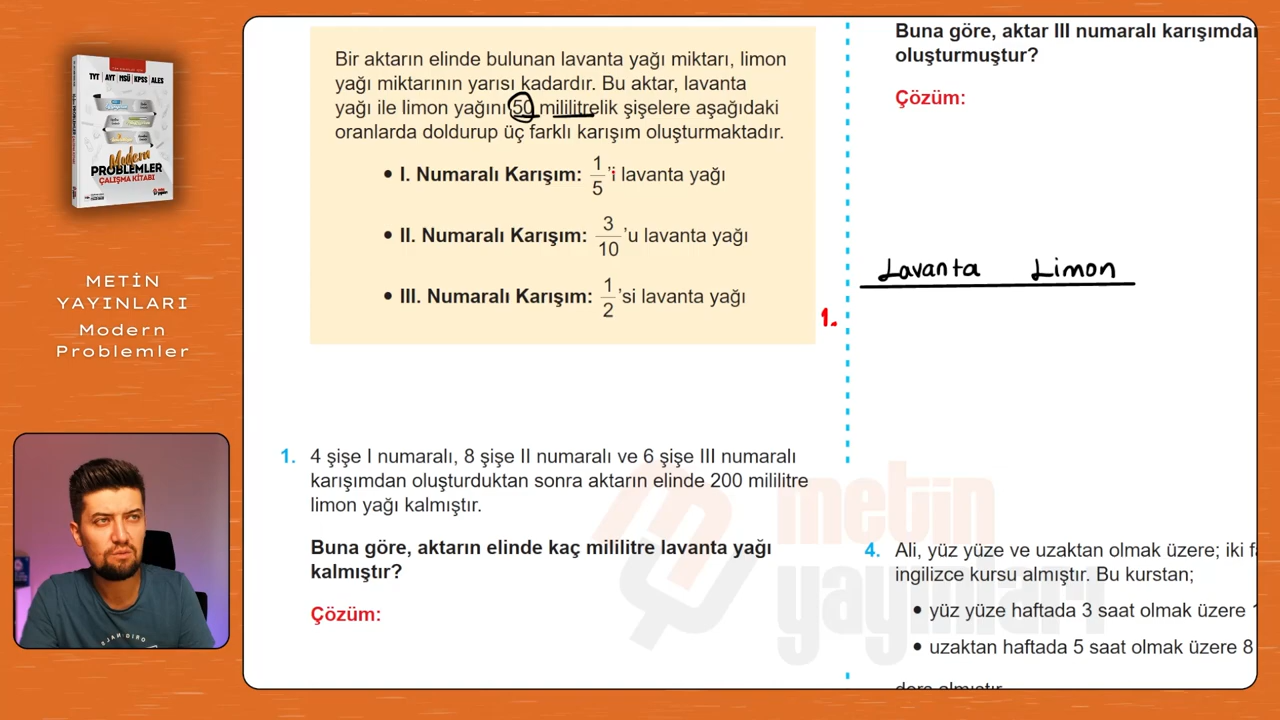 TYT AYT MSÜ KPSS ALES
Modern
PROBLEMLER
ÇALIŞMA KİTABI
METİN
YAYINLARI
Modern
Problemler
Bir aktarın elinde bulunan lavanta yağı miktarı, limon
yağı miktarının yarısı kadardır. Bu aktar, lavanta
yağı ile limon yağını 50 mililitrelik şişelere aşağıdaki
oranlarda doldurup üç farklı karışım oluşturmaktadır.
• I. Numaralı Karışım: 1/5 'i lavanta yağı
• II. Numaralı Karışım: 3/10 'u lavanta yağı
• III. Numaralı Karışım: 1/2 'si lavanta yağı
1. 4 şişe I numaralı, 8 şişe II numaralı ve 6 şişe III numaralı
karışımdan oluşturduktan sonra aktarın elinde 200 mililitre
limon yağı kalmıştır.
Buna göre, aktarın elinde kaç mililitre lavanta yağı
kalmıştır?
Çözüm:
Buna göre, aktar III numaralı karışımda
oluşturmuştur?
Çözüm:
Lavanta Limon
1.
metin
yayınları
4. Ali, yüz yüze ve uzaktan olmak üzere; iki
ingilizce kursu almıştır. Bu kurstan;
• yüz yüze haftada 3 saat olmak üzere
• uzaktan haftada 5 saat olmak üzere 8